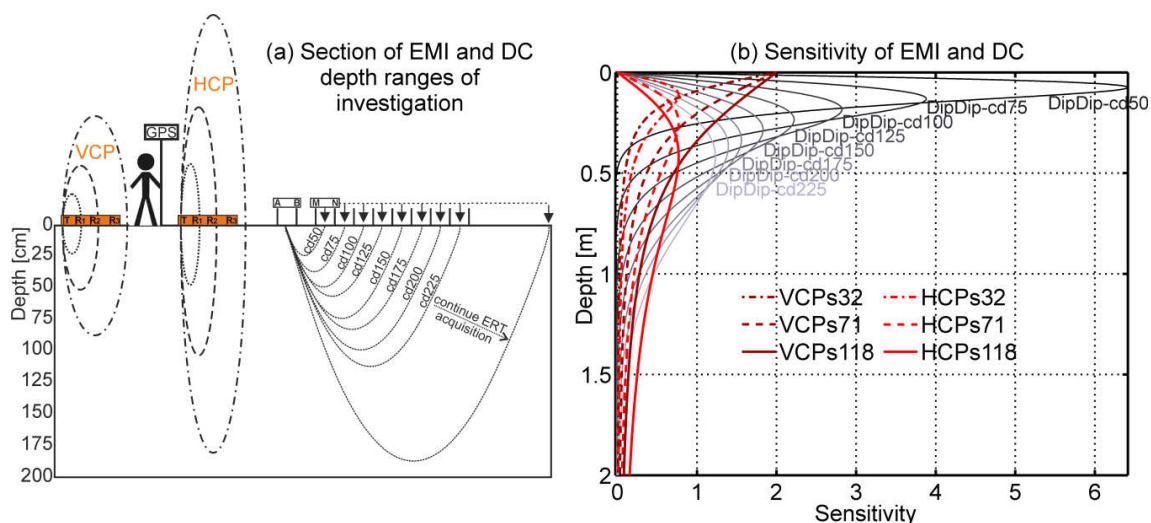 (a) Section of EMI and DC
depth ranges of
investigation
HCP
VCP
GPS
T R1 R2 R3
T R1 R2 R3
A B M N
0
25
50
75
100
125
150
175
200
Depth [cm]
cd50
cd75
cd100
cd125
cd150
cd175
cd200
cd225
continue ERT
acquisition
(b) Sensitivity of EMI and DC
DipDip-cd50
DipDip-cd75
DipDip-cd100
DipDip-cd125
DipDip-cd150
DipDip-cd175
DipDip-cd200
DipDip-cd225
VCPs32 HCPs32
VCPs71 HCPs71
VCPs118 HCPs118
0
0.5
1
1.5
2
Depth [m]
0 1 2 3 4 5 6
Sensitivity